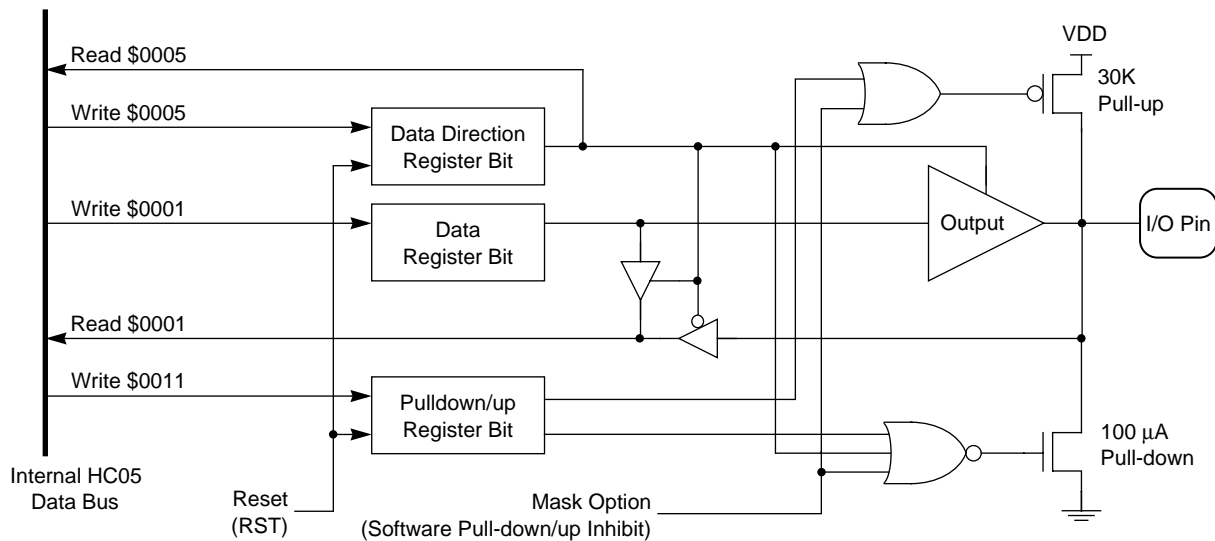 VDD
Read $0005
30K
Pull-up
Write $0005
Data Direction
Register Bit
Write $0001
Data
Register Bit
Output
I/O Pin
Read $0001
Write $0011
Pulldown/up
Register Bit
100 μA
Pull-down
Internal HC05
Data Bus
Reset
(RST)
Mask Option
(Software Pull-down/up Inhibit)